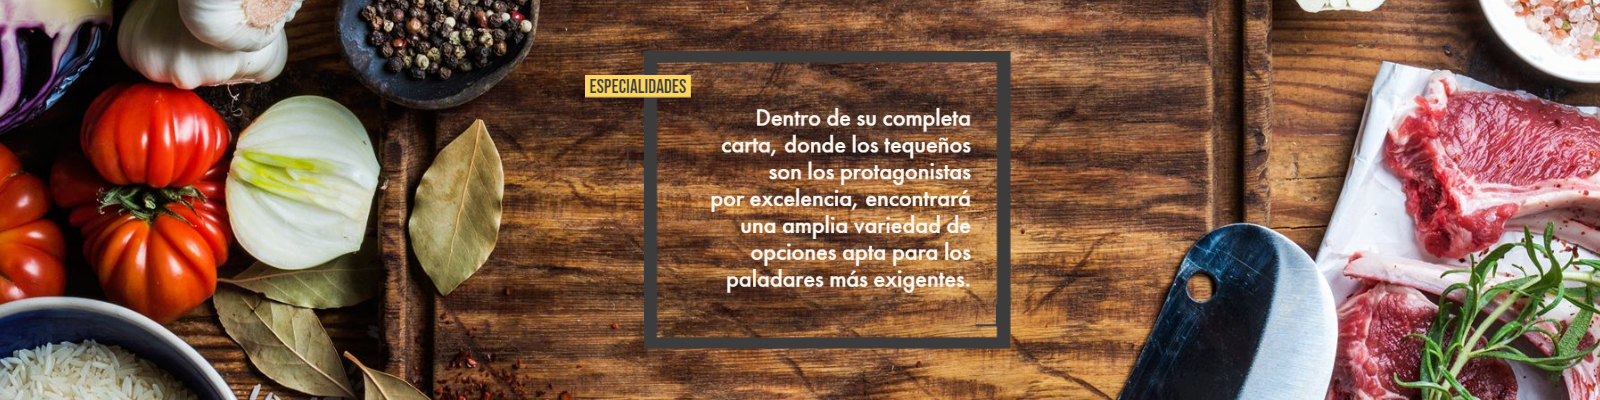 ESPECIALIDADES
Dentro de su completa
carta, donde los tequeños
son los protagonistas
por excelencia, encontrará
una amplia variedad de
opciones apta para los
paladares más exigentes.